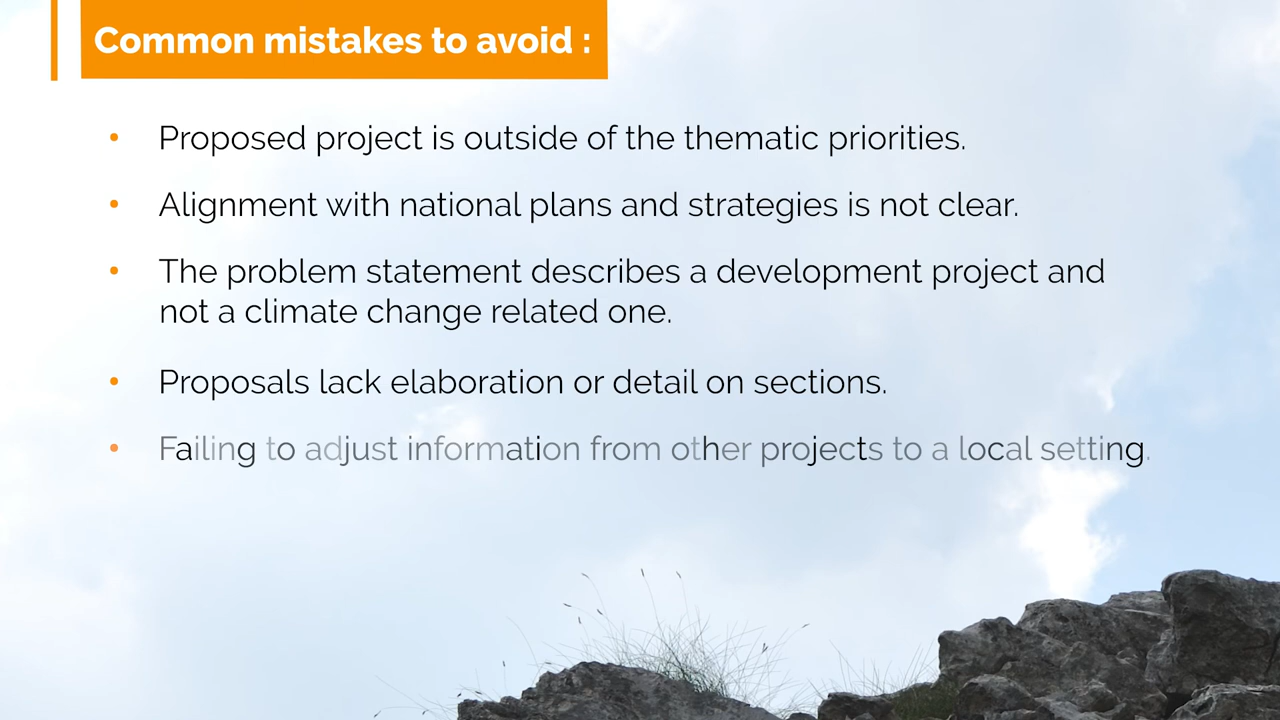 Common mistakes to avoid :
• Proposed project is outside of the thematic priorities.
• Alignment with national plans and strategies is not clear.
• The problem statement describes a development project and
not a climate change related one.
• Proposals lack elaboration or detail on sections.
• Failing to adjust information from other projects to a local setting.